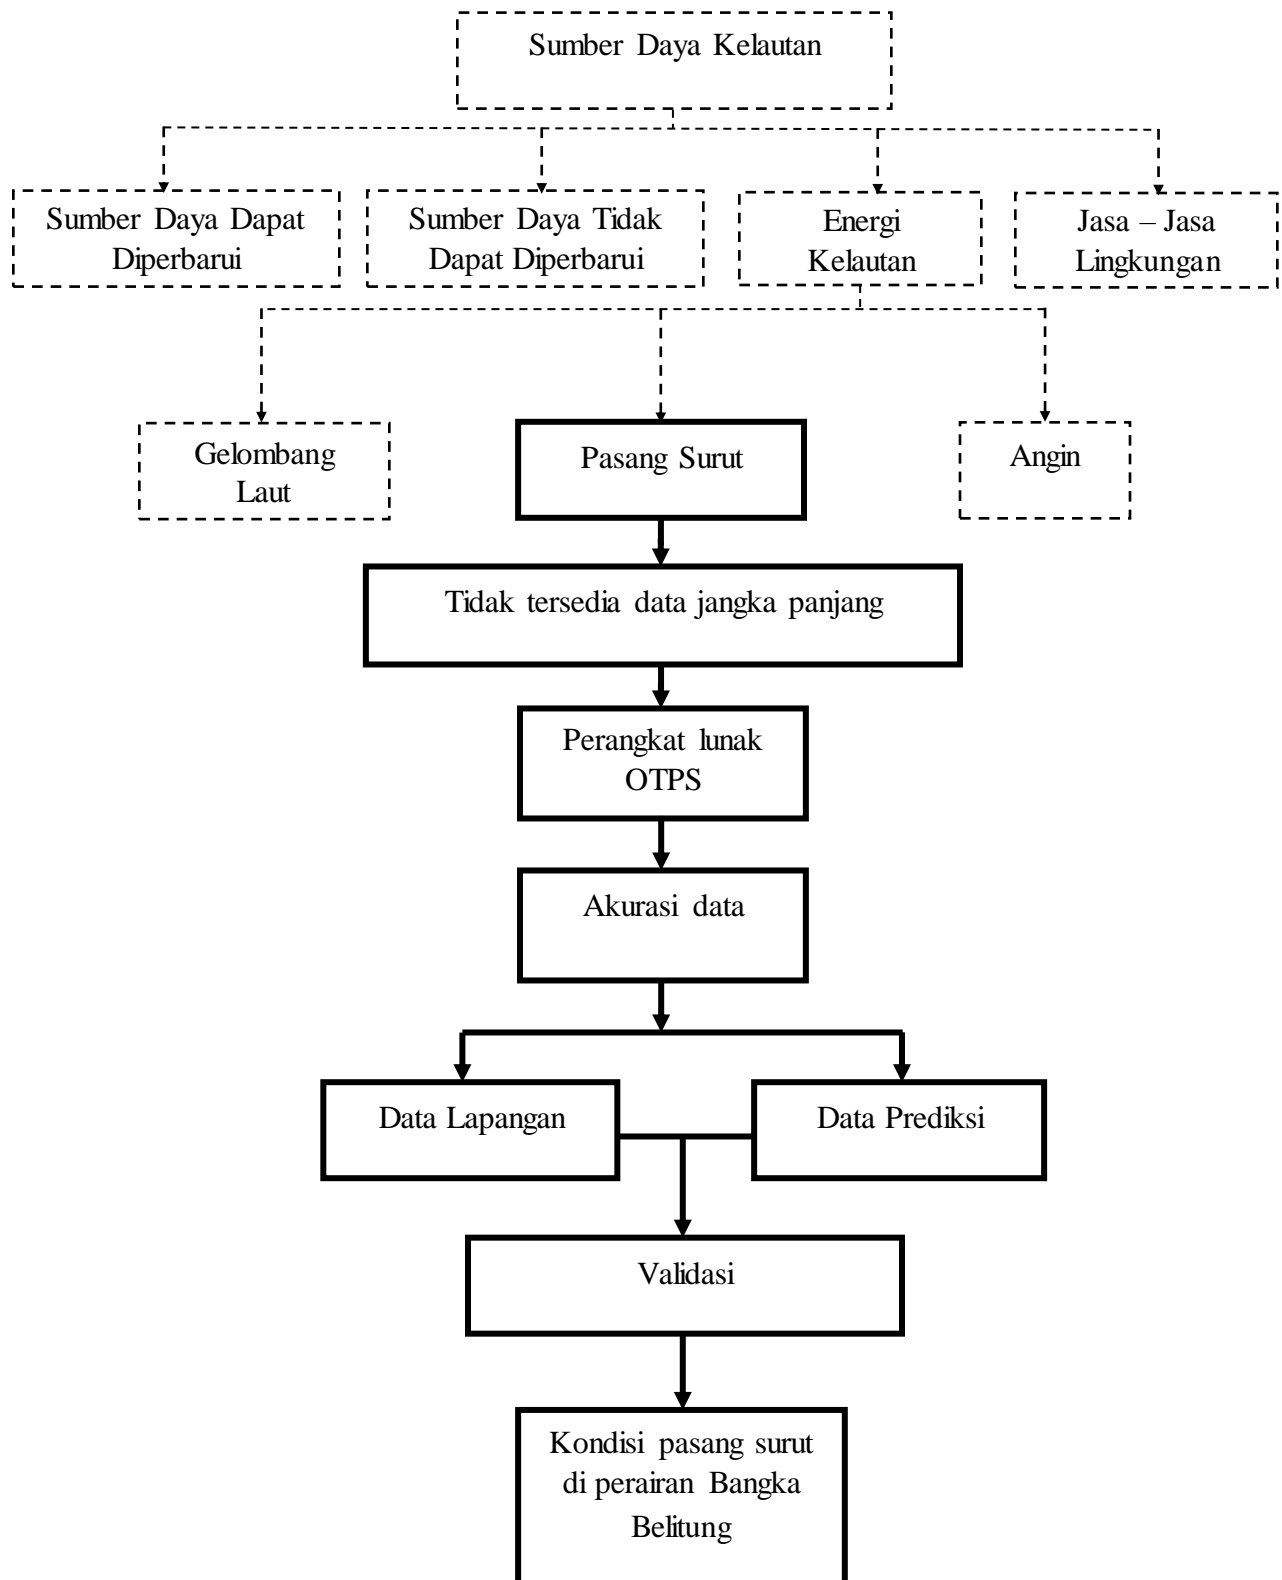 Sumber Daya Kelautan
Sumber Daya Dapat
Diperbarui
Sumber Daya Tidak
Dapat Diperbarui
Energi
Kelautan
Jasa – Jasa
Lingkungan
Gelombang
Laut
Pasang Surut
Angin
Tidak tersedia data jangka panjang
Perangkat lunak
OTPS
Akurasi data
Data Lapangan
Data Prediksi
Validasi
Kondisi pasang surut
di perairan Bangka
Belitung